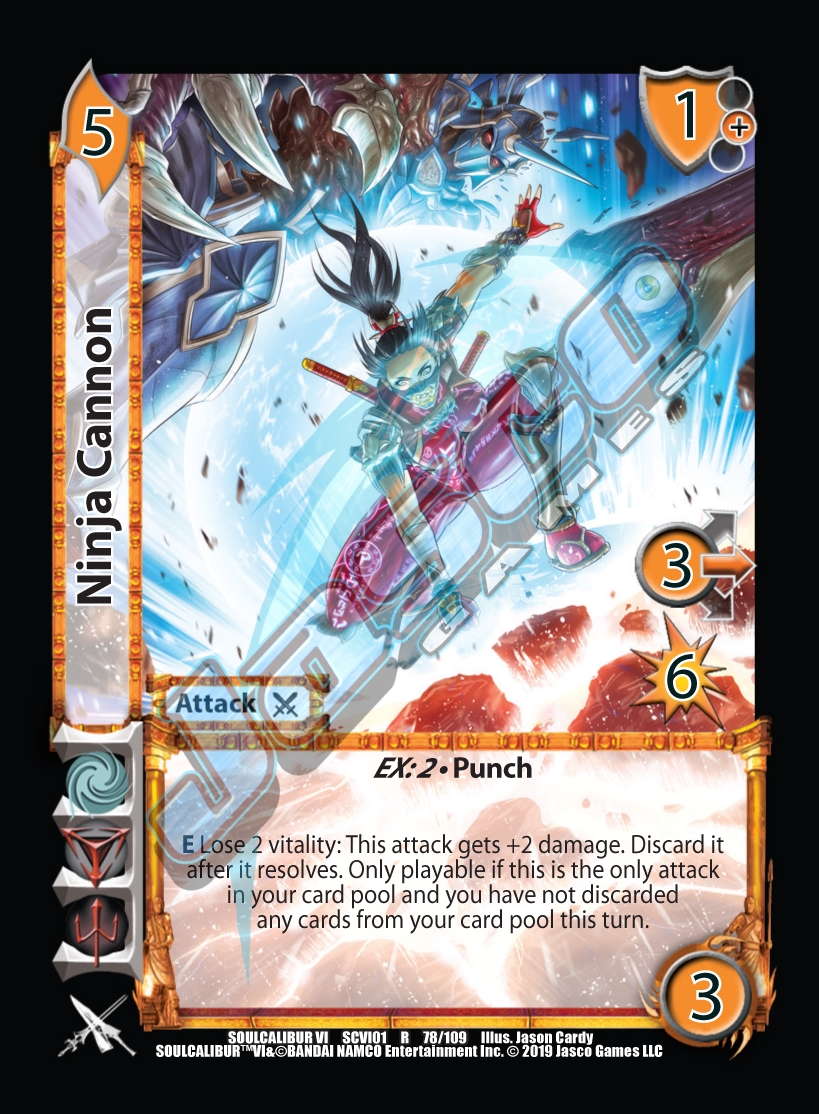 5
1
+
Ninja Cannon
JASCO
GAMES
3
6
Attack
EX: 2 • Punch
E Lose 2 vitality: This attack gets +2 damage. Discard it
after it resolves. Only playable if this is the only attack
in your card pool and you have not discarded
any cards from your card pool this turn.
3
SOULCALIBUR VI SCVI01 R 78/109 Illus. Jason Cardy
SOULCALIBUR™VI&©BANDAI NAMCO Entertainment Inc. © 2019 Jasco Games LLC